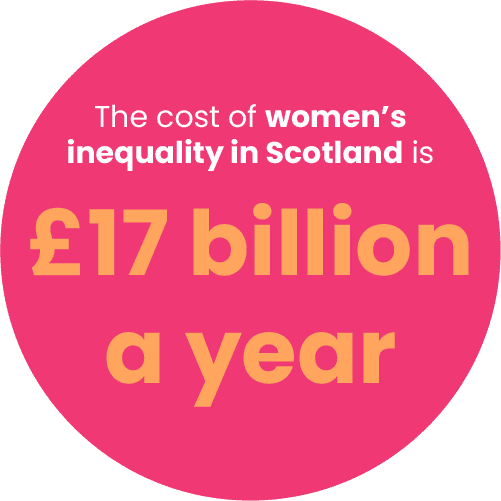 The cost of women’s
inequality in Scotland is
£17 billion
a year